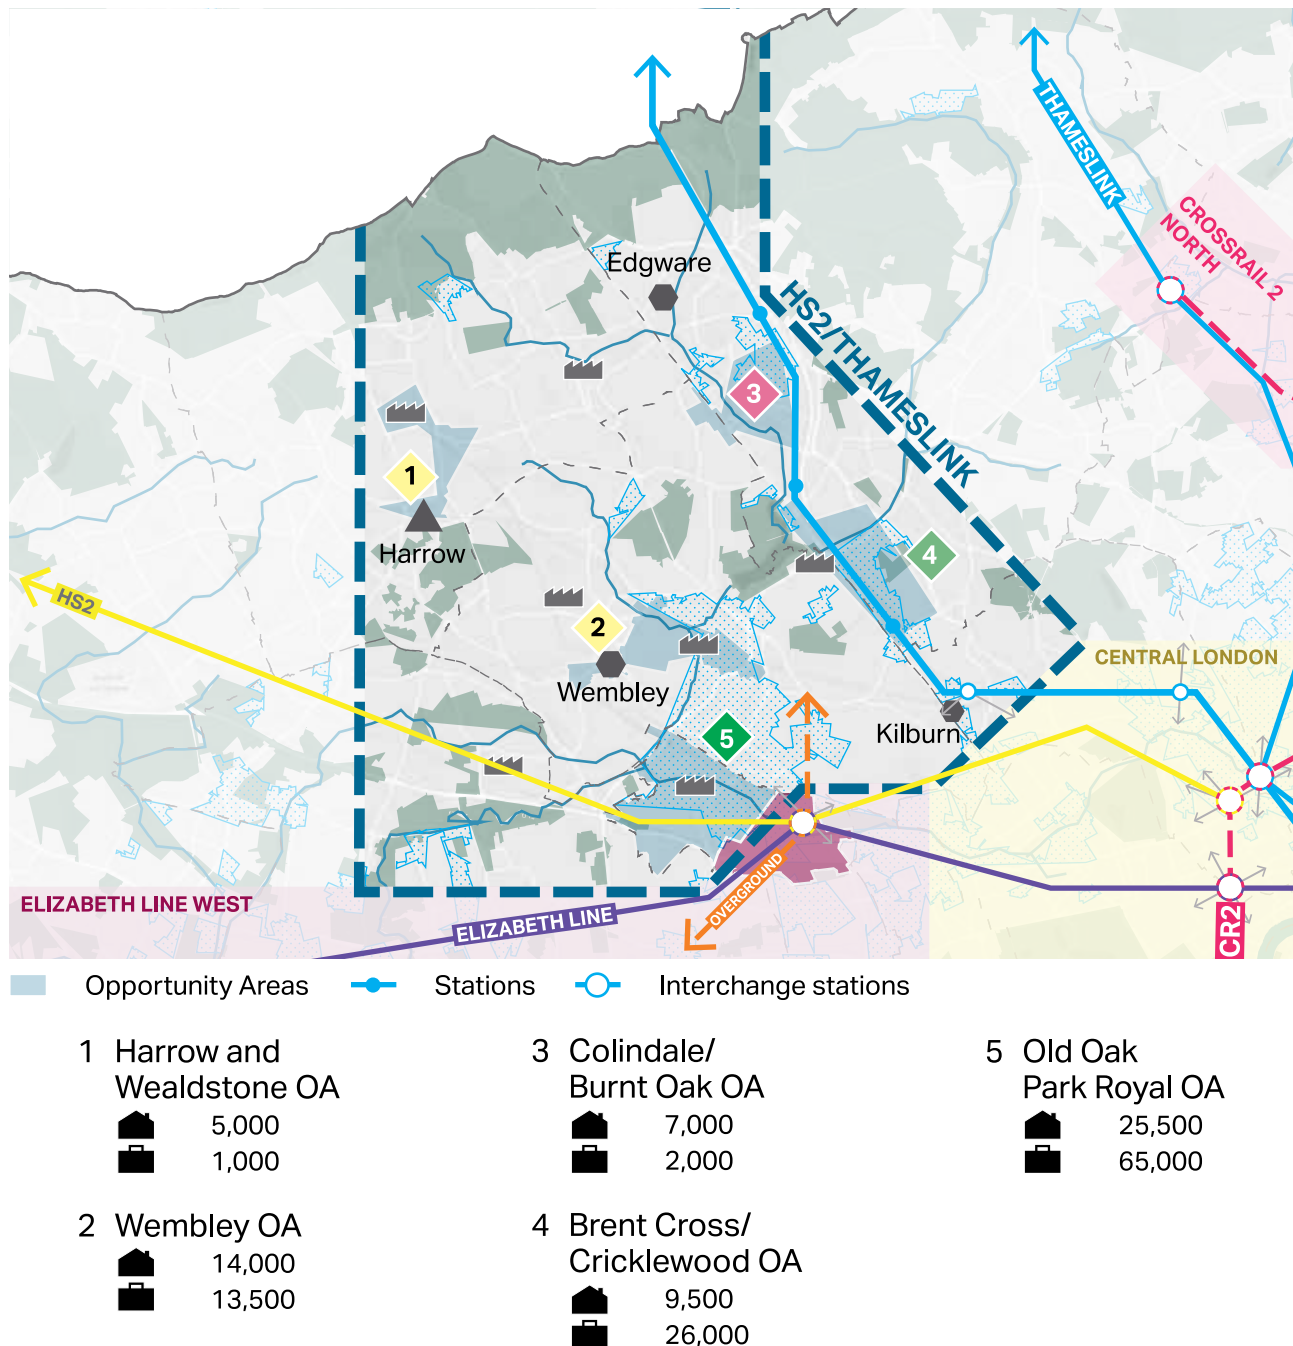 THAMESLINK
CROSSRAIL 2
NORTH
Edgware
HS2/THAMESLINK
3
1
Harrow
4
HS2
2
Wembley
CENTRAL LONDON
5
Kilburn
OVERGROUND
ELIZABETH LINE WEST
ELIZABETH LINE
CR2
Opportunity Areas
Stations
Interchange stations
1 Harrow and
Wealdstone OA
5,000
1,000
2 Wembley OA
14,000
13,500
3 Colindale/
Burnt Oak OA
7,000
2,000
4 Brent Cross/
Cricklewood OA
9,500
26,000
5 Old Oak
Park Royal OA
25,500
65,000